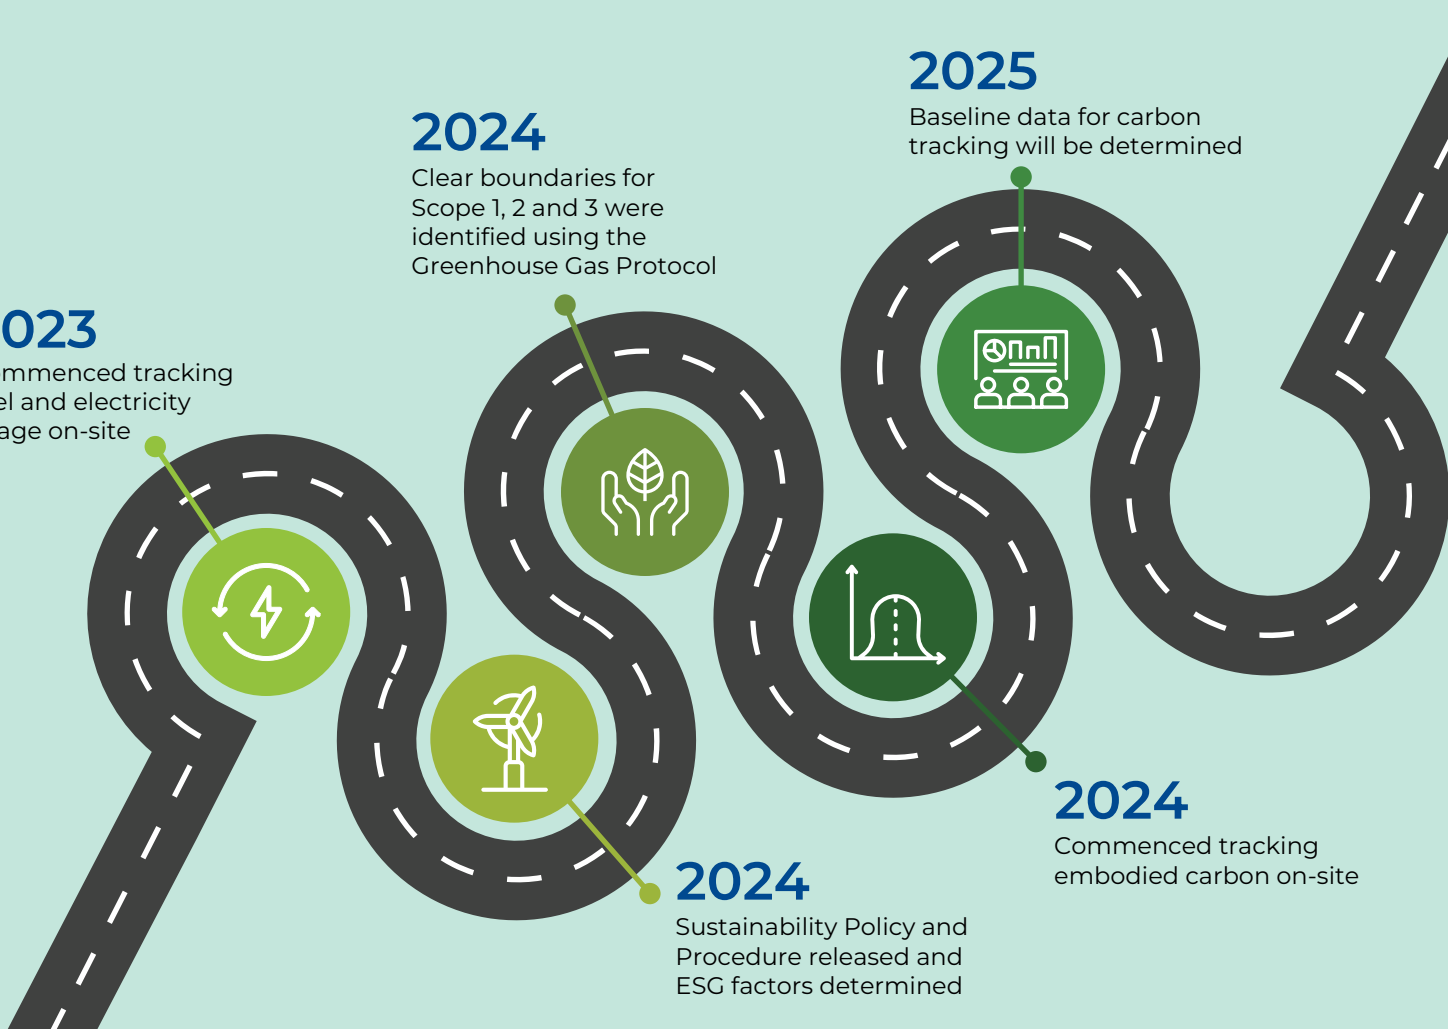 2025
Baseline data for carbon
tracking will be determined
2024
Clear boundaries for
Scope 1, 2 and 3 were
identified using the
Greenhouse Gas Protocol
023
ommenced tracking
el and electricity
age on-site
2024
Commenced tracking
embodied carbon on-site
2024
Sustainability Policy and
Procedure released and
ESG factors determined